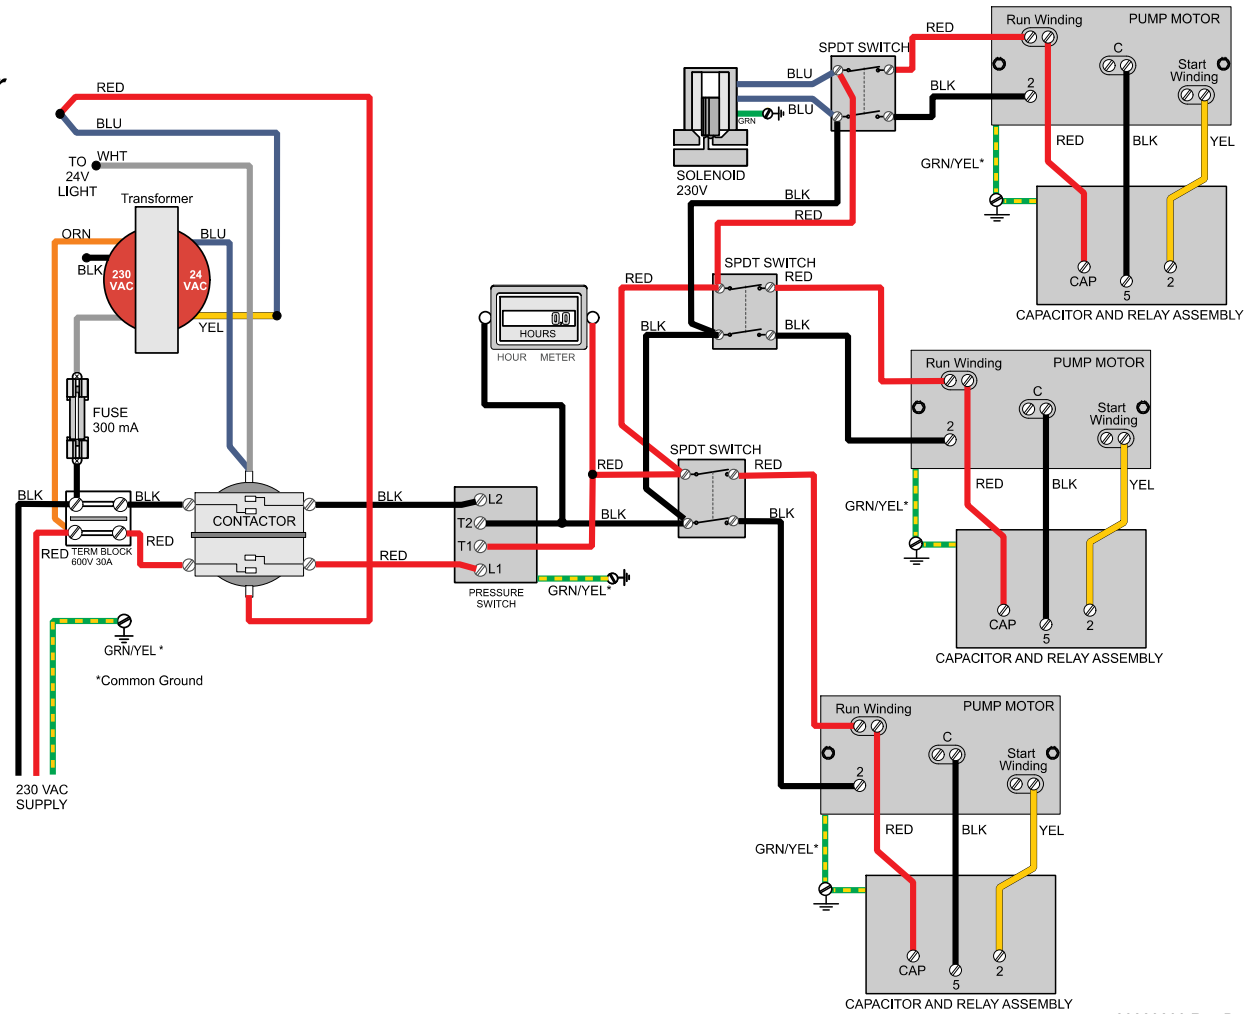 RED
BLU
WHT
TO
24V
LIGHT
Transformer
ORN
BLU
BLK
230
VAC
24
VAC
YEL
FUSE
300 mA
BLK
BLK
CONTACTOR
BLK
RED
TERM BLOCK
600V 30A
RED
RED
GRN/YEL *
*Common Ground
230 VAC
SUPPLY
0,0
HOURS
HOUR METER
L2
T2
T1
L1
PRESSURE
SWITCH
GRN/YEL*
RED
BLK
SOLENOID
230V
BLU
BLU
GRN
SPDT SWITCH
RED
BLK
BLK
RED
SPDT SWITCH
RED
RED
BLK
BLK
SPDT SWITCH
RED
BLK
Run Winding
PUMP MOTOR
C
Start
Winding
2
GRN/YEL*
RED
BLK
YEL
CAP
5
2
CAPACITOR AND RELAY ASSEMBLY
Run Winding
PUMP MOTOR
C
Start
Winding
2
GRN/YEL*
RED
BLK
YEL
CAP
5
2
CAPACITOR AND RELAY ASSEMBLY
Run Winding
PUMP MOTOR
C
Start
Winding
2
GRN/YEL*
RED
BLK
YEL
CAP
5
2
CAPACITOR AND RELAY ASSEMBLY